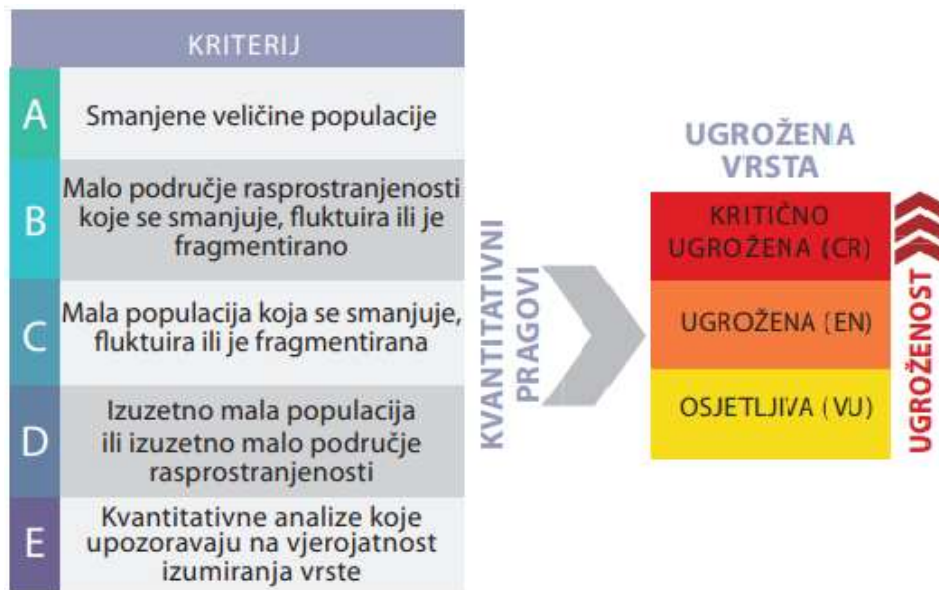 KRITERIJ
A
Smanjene veličine populacije
B
Malo područje rasprostranjenosti
koje se smanjuje, fluktuira ili je
fragmentirano
C
Mala populacija koja se smanjuje,
fluktuira ili je fragmentirana
D
Izuzetno mala populacija
ili izuzetno malo područje
rasprostranjenosti
E
Kvantitativne analize koje
upozoravaju na vjerojatnost
izumiranja vrste
KVANTITATIVNI
PRAGOVI
UGROŽENA
VRSTA
KRITIČNO
UGROŽENA (CR)
UGROŽENA (EN)
OSJETLJIVA (VU)
UGROŽENOST